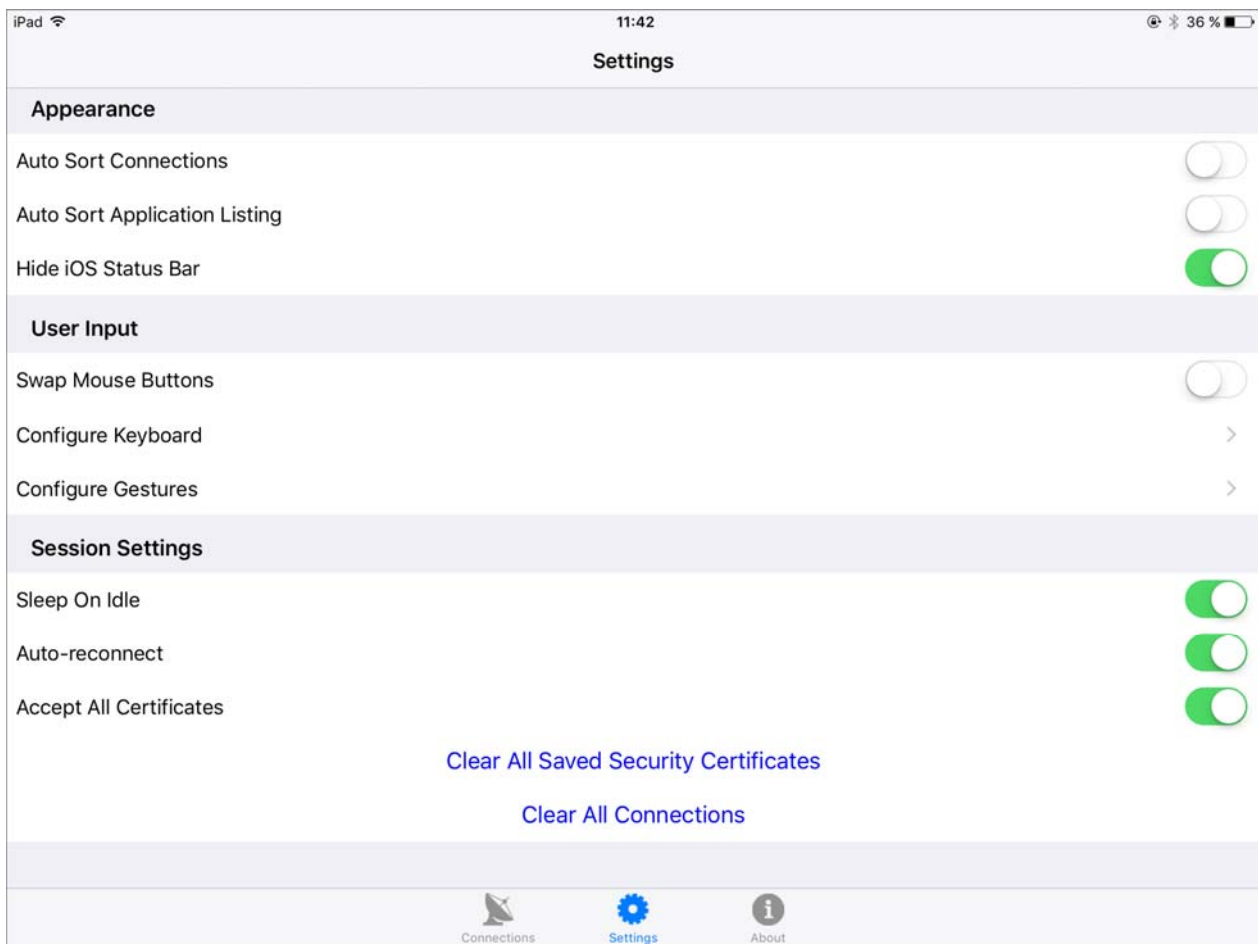 iPad 11:42 36 %
Settings
Appearance
Auto Sort Connections
Auto Sort Application Listing
Hide iOS Status Bar
User Input
Swap Mouse Buttons
Configure Keyboard
Configure Gestures
Session Settings
Sleep On Idle
Auto-reconnect
Accept All Certificates
Clear All Saved Security Certificates
Clear All Connections
Connections Settings About